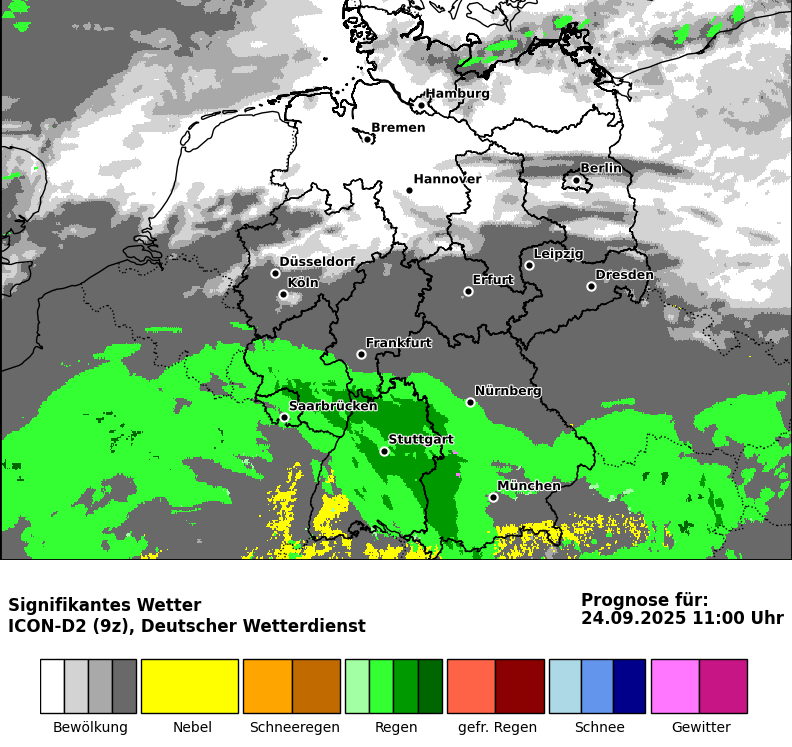 Hamburg
Bremen
Berlin
Hannover
Düsseldorf
Leipzig
Köln
Erfurt
Dresden
Frankfurt
Nürnberg
Saarbrücken
Stuttgart
München
Signifikantes Wetter
ICON-D2 (9z), Deutscher Wetterdienst
Prognose für:
24.09.2025 11:00 Uhr
Bewölkung
Nebel
Schneeregen
Regen
gefr. Regen
Schnee
Gewitter